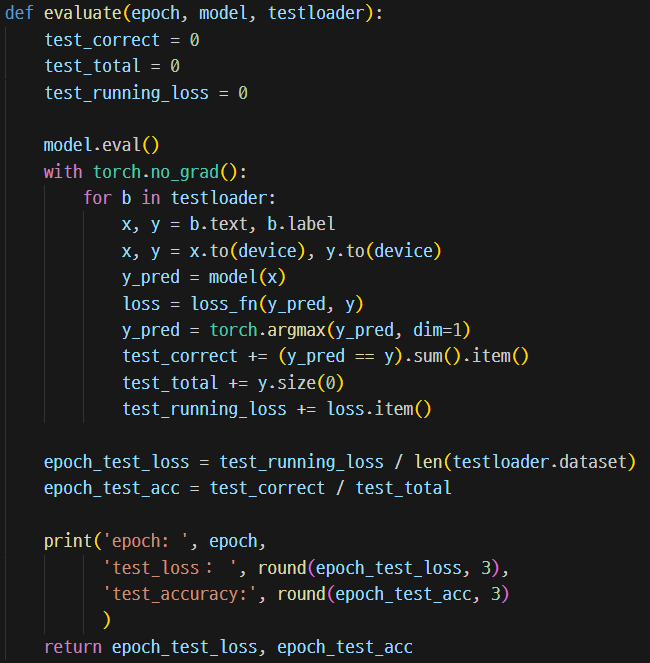 def evaluate(epoch, model, testloader):
    test_correct = 0
    test_total = 0
    test_running_loss = 0

    model.eval()
    with torch.no_grad():
        for b in testloader:
            x, y = b.text, b.label
            x, y = x.to(device), y.to(device)
            y_pred = model(x)
            loss = loss_fn(y_pred, y)
            y_pred = torch.argmax(y_pred, dim=1)
            test_correct += (y_pred == y).sum().item()
            test_total += y.size(0)
            test_running_loss += loss.item()

    epoch_test_loss = test_running_loss / len(testloader.dataset)
    epoch_test_acc = test_correct / test_total

    print('epoch: ', epoch,
          'test_loss： ', round(epoch_test_loss, 3),
          'test_accuracy:', round(epoch_test_acc, 3)
          )
    return epoch_test_loss, epoch_test_acc